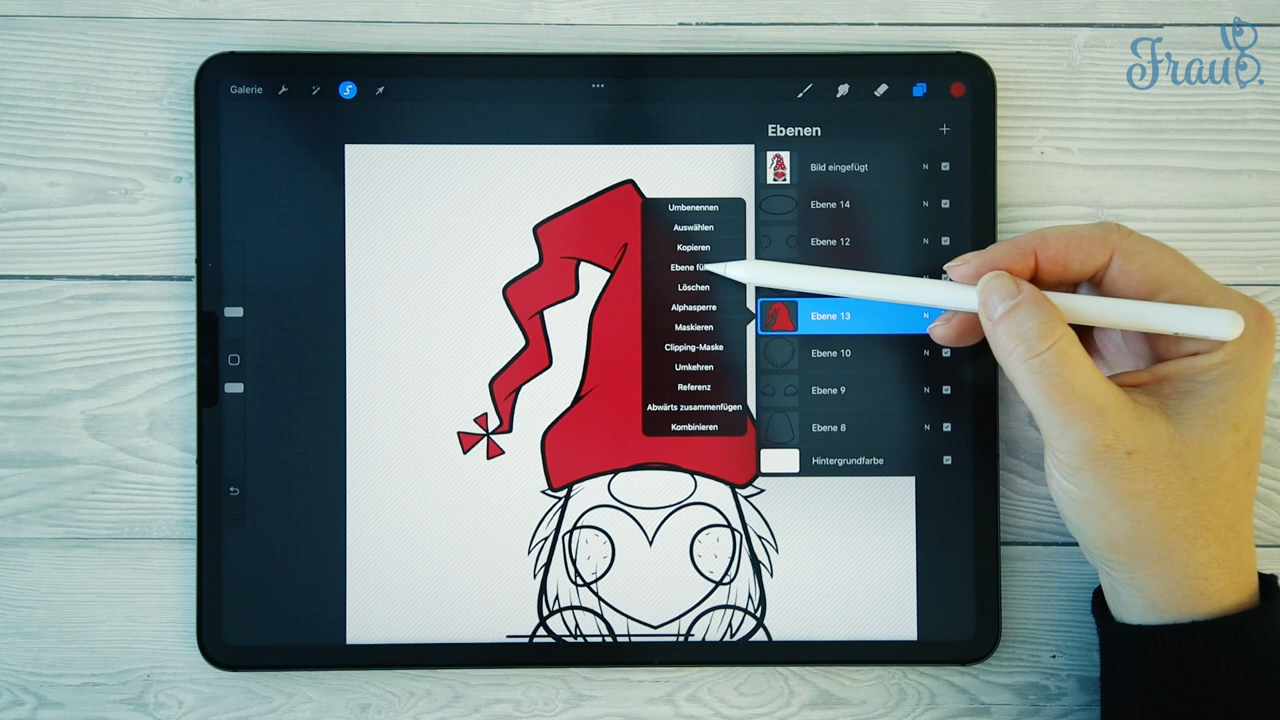 Frau B.
Galerie
Ebenen
Bild eingefügt N
Ebene 14 N
Ebene 12 N
Ebene 13 N
Ebene 10 N
Ebene 9 N
Ebene 8 N
Hintergrundfarbe
Umbenennen
Auswählen
Kopieren
Ebene
Löschen
Alphasperre
Maskieren
Clipping-Maske
Umkehren
Referenz
Abwärts zusammenfügen
Kombinieren